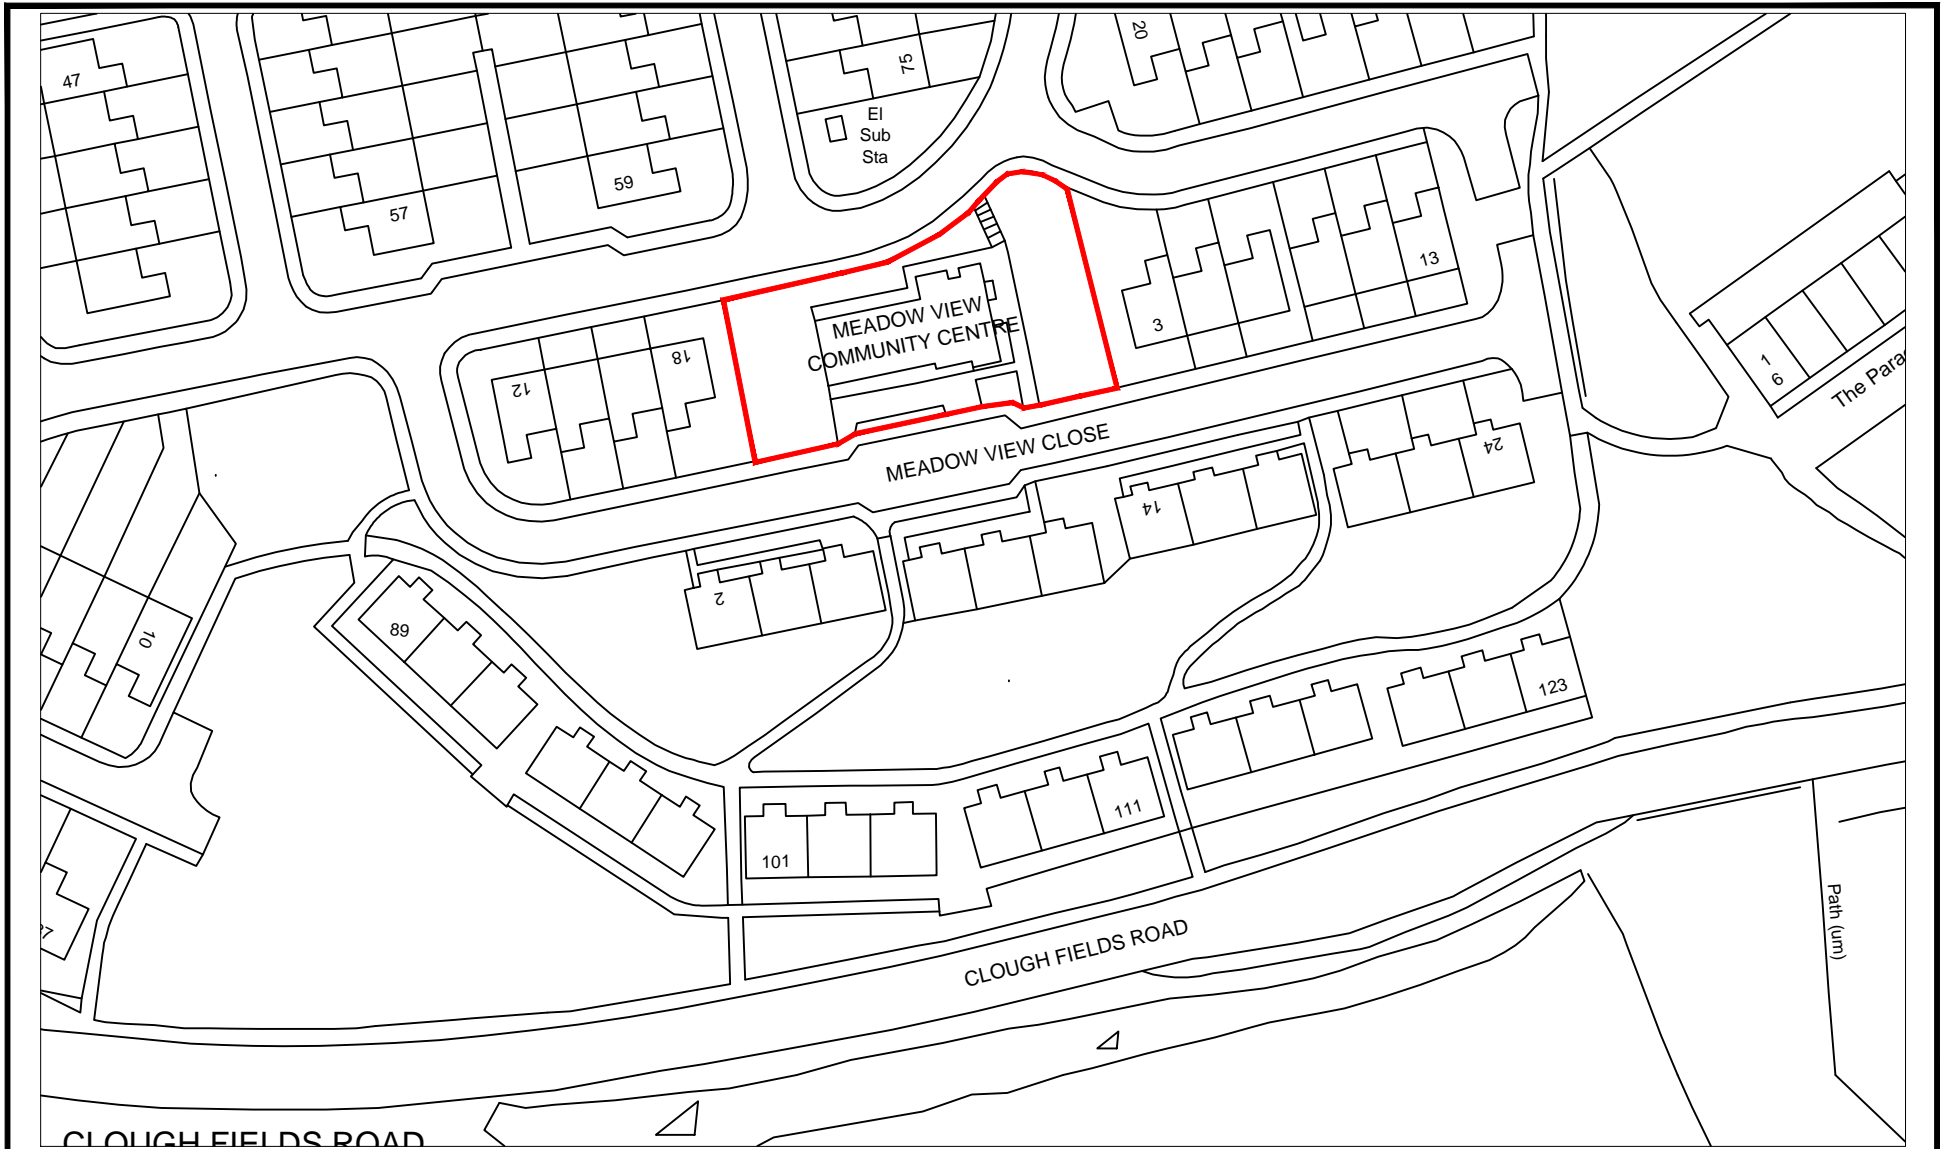 47
20
75
El
Sub
Sta
59
57
13
MEADOW VIEW
COMMUNITY CENTRE
3
18
12
1
6
The Para
MEADOW VIEW CLOSE
24
14
2
89
10
123
111
101
Path (um)
CLOUGH FIELDS ROAD
CLOUGH FIELDS ROAD